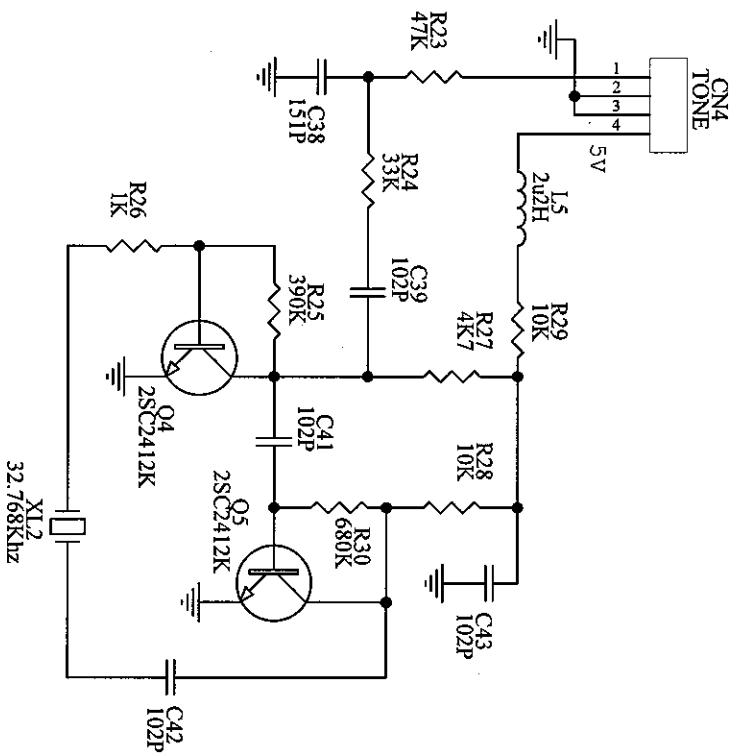 CN4
TONE
1
2
3
4
5V
R23
47K
C38
151P
R24
33K
C39
102P
L5
2u2H
R29
10K
R27
4K7
R26
1K
R25
390K
Q4
2SC2412K
C41
102P
R28
10K
R30
680K
Q5
2SC2412K
C43
102P
XL2
32.768Khz
C42
102P